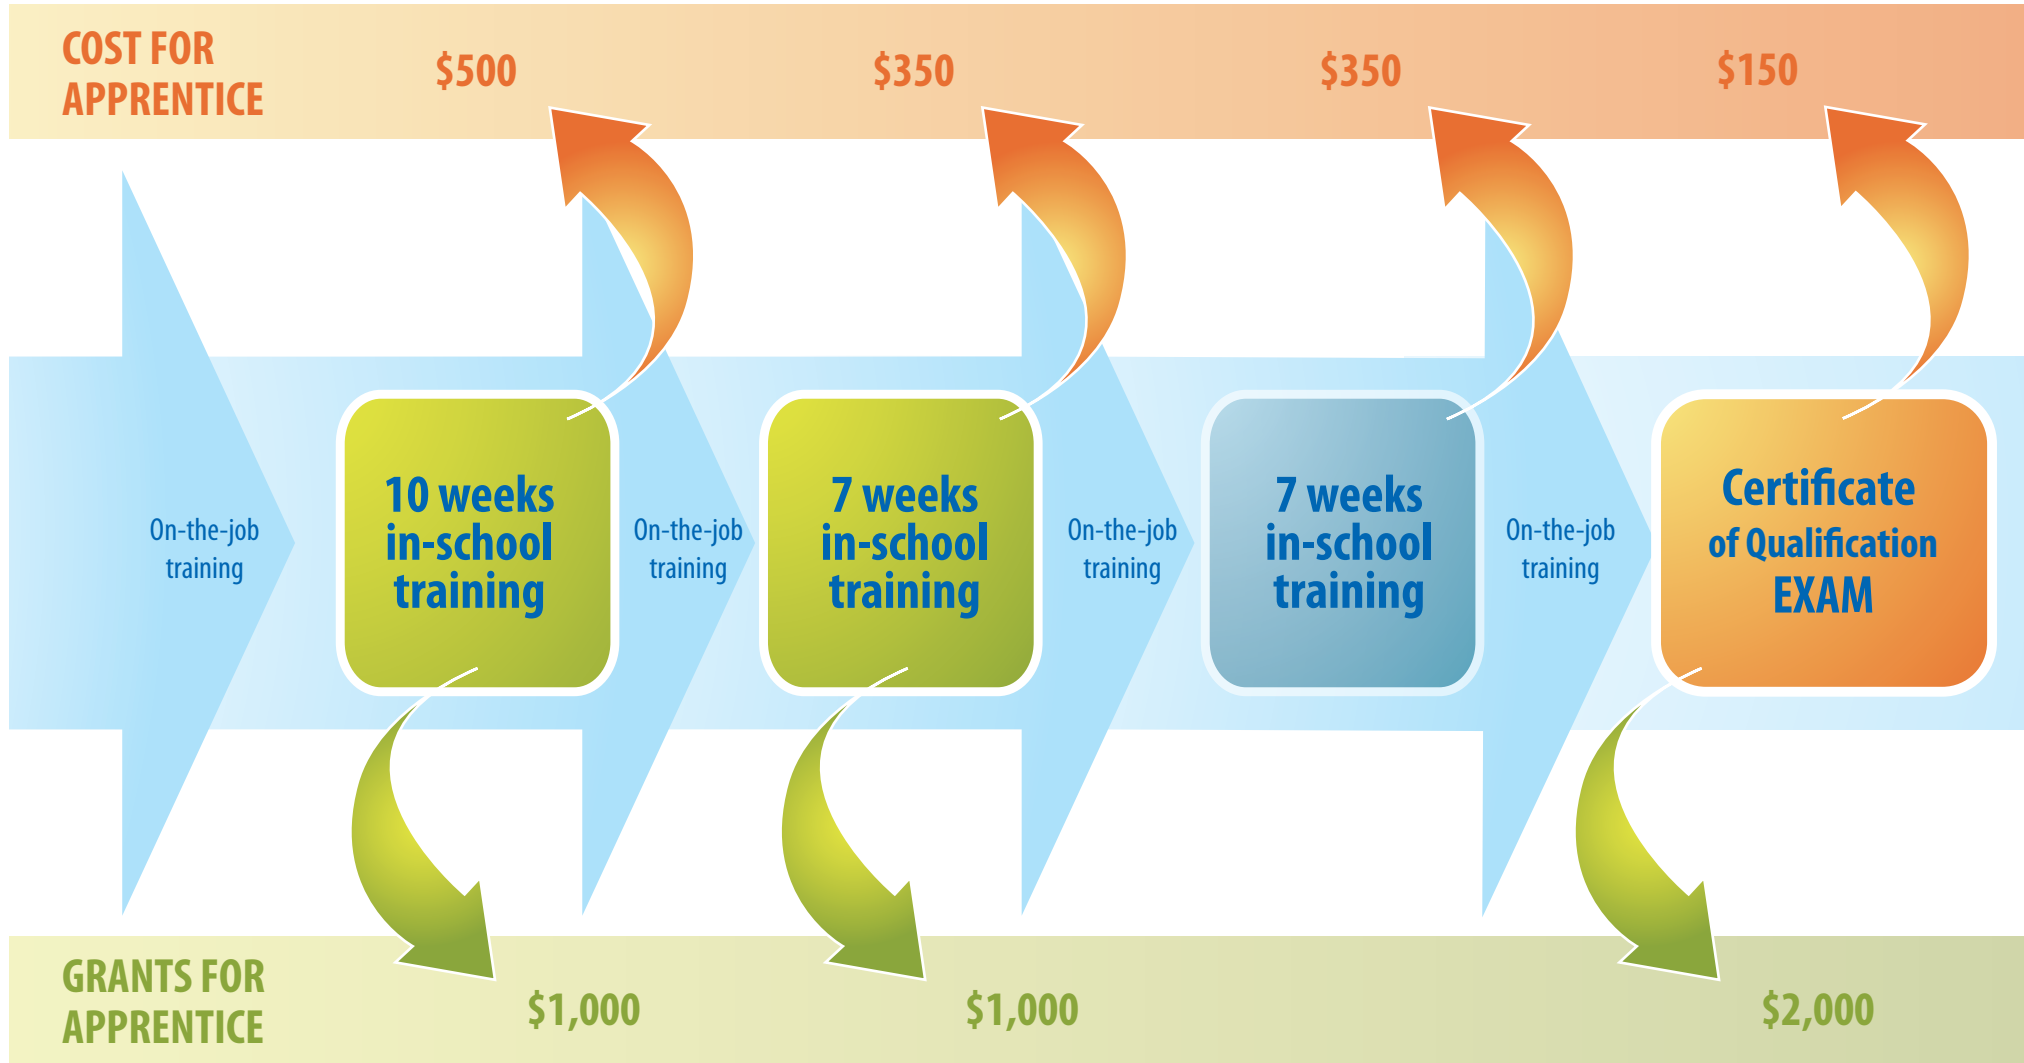 COST FOR
APPRENTICE
$500
$350
$350
$150
On-the-job
training
10 weeks
in-school
training
On-the-job
training
7 weeks
in-school
training
On-the-job
training
7 weeks
in-school
training
On-the-job
training
Certificate
of Qualification
EXAM
GRANTS FOR
APPRENTICE
$1,000
$1,000
$2,000